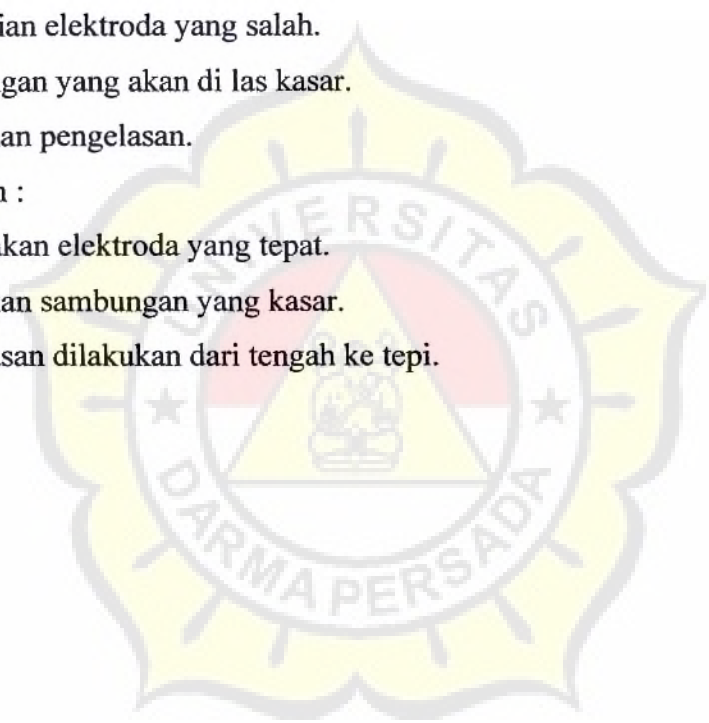 ian elektroda yang salah.
gan yang akan di las kasar.
an pengelasan.
n :
kan elektroda yang tepat.
an sambungan yang kasar.
san dilakukan dari tengah ke tepi.
UNIVERSITAS
DARMA PERSADA